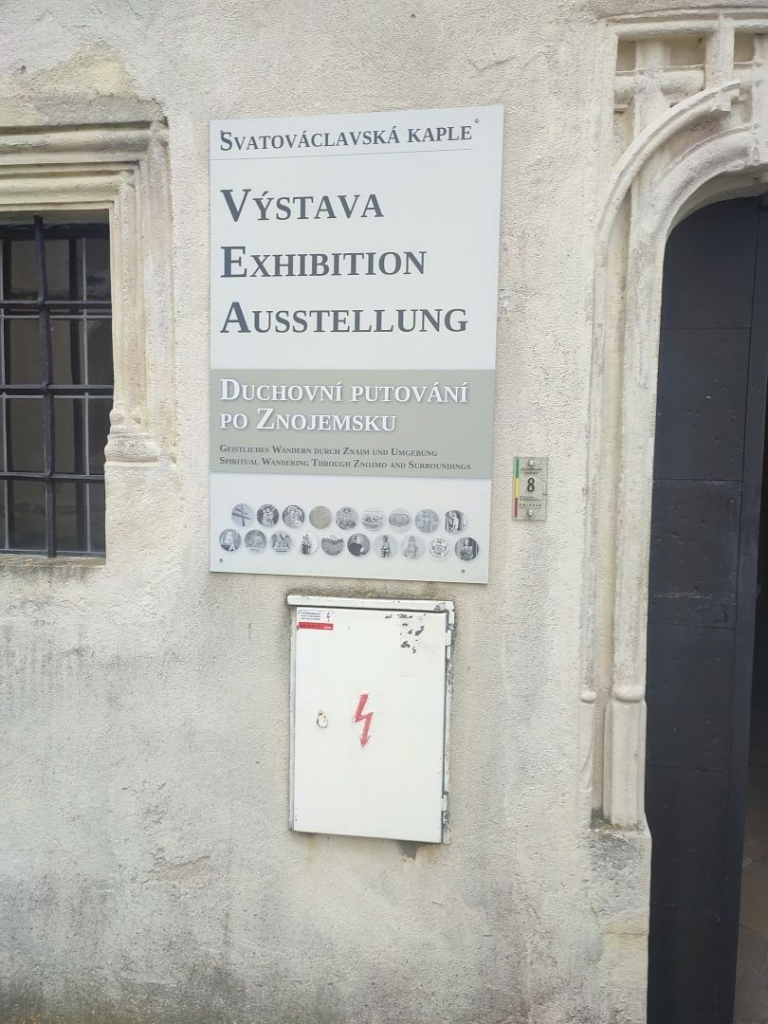 SVATOVÁCLAVSKÁ KAPLE
VÝSTAVA
EXHIBITION
AUSSTELLUNG
DUCHOVNÍ PUTOVÁNÍ
PO ZNOJEMSKU
GEISTLICHES WANDERN DURCH ZNAIM UND UMGEBUNG
SPIRITUAL WANDERING THROUGH ZNOJMO AND SURROUNDINGS
8